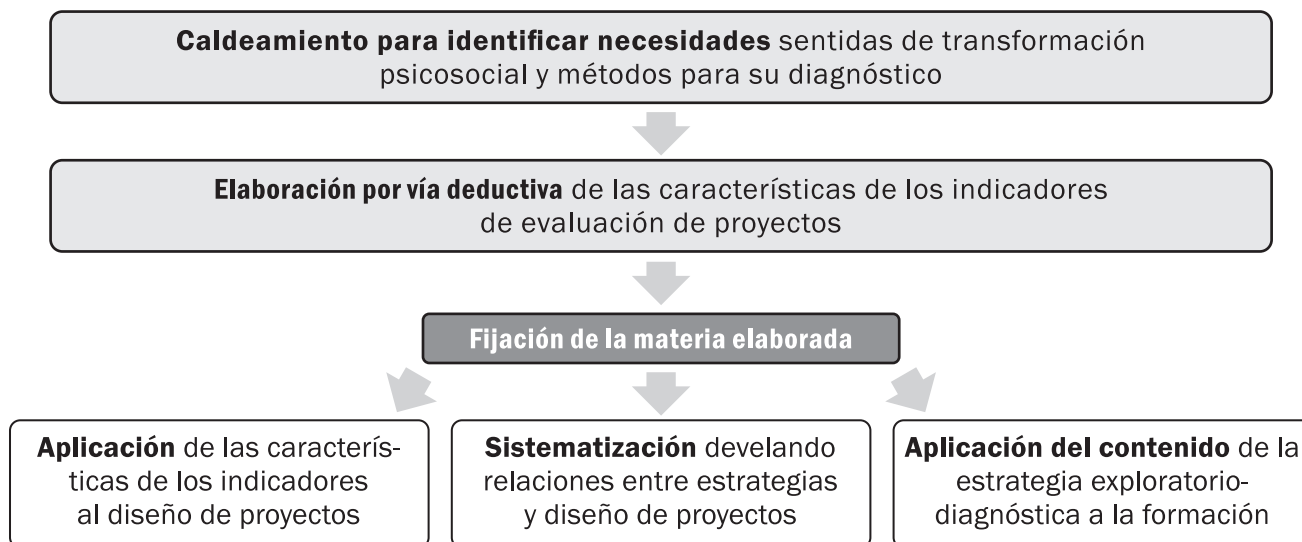 Caldeamiento para identificar necesidades sentidas de transformación
psicosocial y métodos para su diagnóstico
Elaboración por vía deductiva de las características de los indicadores
de evaluación de proyectos
Fijación de la materia elaborada
Aplicación de las caracterís-
ticas de los indicadores
al diseño de proyectos
Sistematización develando
relaciones entre estrategias
y diseño de proyectos
Aplicación del contenido de la
estrategia exploratorio-
diagnóstica a la formación